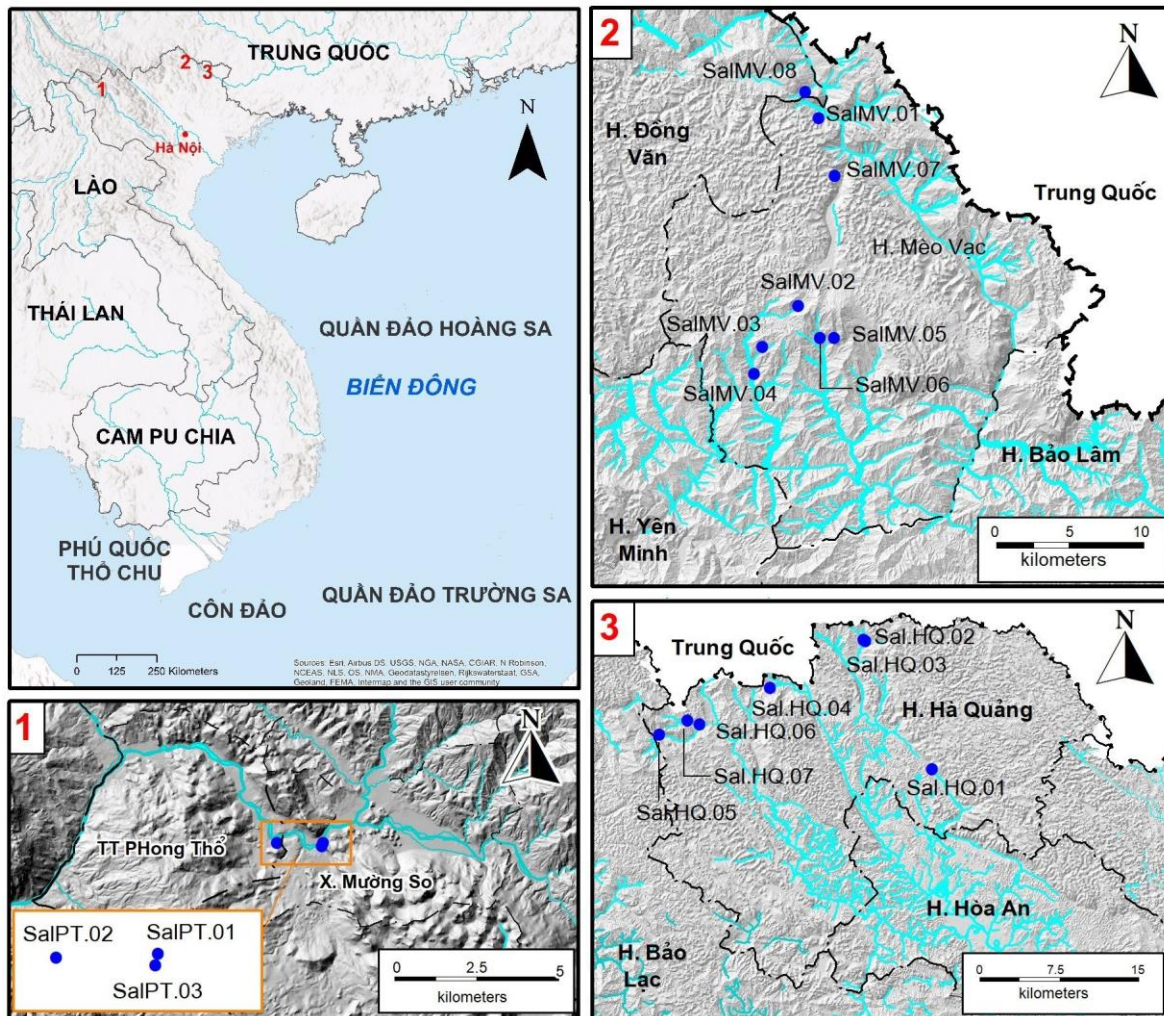 TRUNG QUỐC
1
2
3
Hà Nội
N
LÀO
THÁI LAN
QUẦN ĐẢO HOÀNG SA
BIỂN ĐÔNG
CAM PU CHIA
PHÚ QUỐC
THỔ CHU
CÔN ĐẢO
QUẦN ĐẢO TRƯỜNG SA
0 125 250 Kilometers
Sources: Esri, Airbus DS, USGS, NGA, NASA, CGIAR, N Robinson,
NCEAS, NLS, OS, NMA, Geodatastyrelsen, Rijkswaterstaat, GSA,
Geoland, FEMA, Intermap and the GIS user community
2
N
SalMV.08
SalMV.01
H. Đồng
Văn
SalMV.07
Trung Quốc
H. Mèo Vạc
SalMV.02
SalMV.03
SalMV.05
SalMV.06
SalMV.04
H. Bảo Lâm
H. Yên
Minh
0 5 10
kilometers
1
N
TT PHong Thổ
X. Mường So
SalPT.02
SalPT.01
SalPT.03
0 2.5 5
kilometers
3
N
Trung Quốc
Sal.HQ.02
Sal.HQ.03
Sal.HQ.04
H. Hà Quảng
Sal.HQ.06
Sal.HQ.07
Sal.HQ.01
Sal.HQ.05
H. Hòa An
H. Bảo
Lạc
0 7.5 15
kilometers